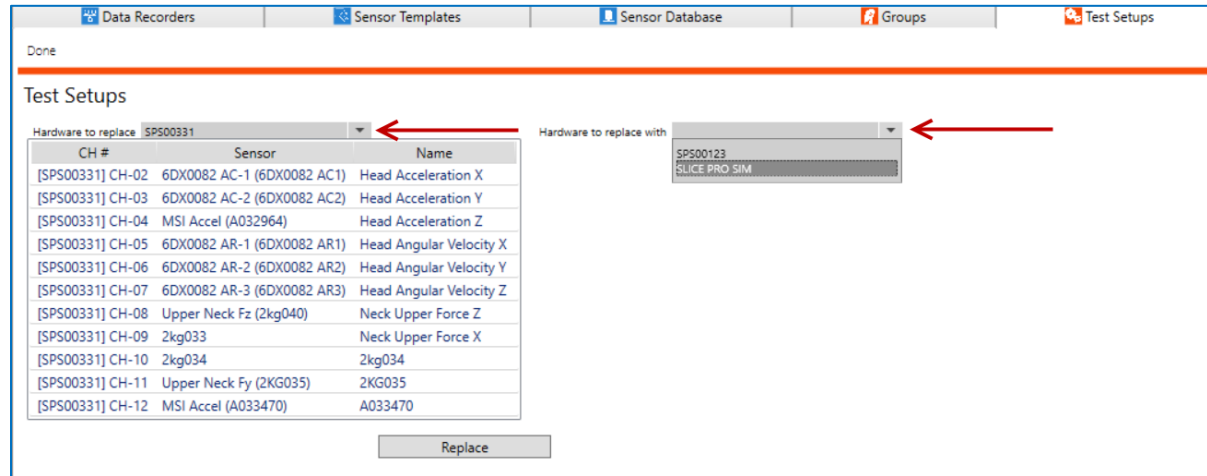 Data Recorders Sensor Templates Sensor Database Groups Test Setups
Done
Test Setups
Hardware to replace SPS00331 Hardware to replace with
SPS00123
SLICE PRO SIM
CH # Sensor Name
[SPS00331] CH-02 6DX0082 AC-1 (6DX0082 AC1) Head Acceleration X
[SPS00331] CH-03 6DX0082 AC-2 (6DX0082 AC2) Head Acceleration Y
[SPS00331] CH-04 MSI Accel (A032964) Head Acceleration Z
[SPS00331] CH-05 6DX0082 AR-1 (6DX0082 AR1) Head Angular Velocity X
[SPS00331] CH-06 6DX0082 AR-2 (6DX0082 AR2) Head Angular Velocity Y
[SPS00331] CH-07 6DX0082 AR-3 (6DX0082 AR3) Head Angular Velocity Z
[SPS00331] CH-08 Upper Neck Fz (2kg040) Neck Upper Force Z
[SPS00331] CH-09 2kg033 Neck Upper Force X
[SPS00331] CH-10 2kg034 2kg034
[SPS00331] CH-11 Upper Neck Fy (2KG035) 2KG035
[SPS00331] CH-12 MSI Accel (A033470) A033470
Replace